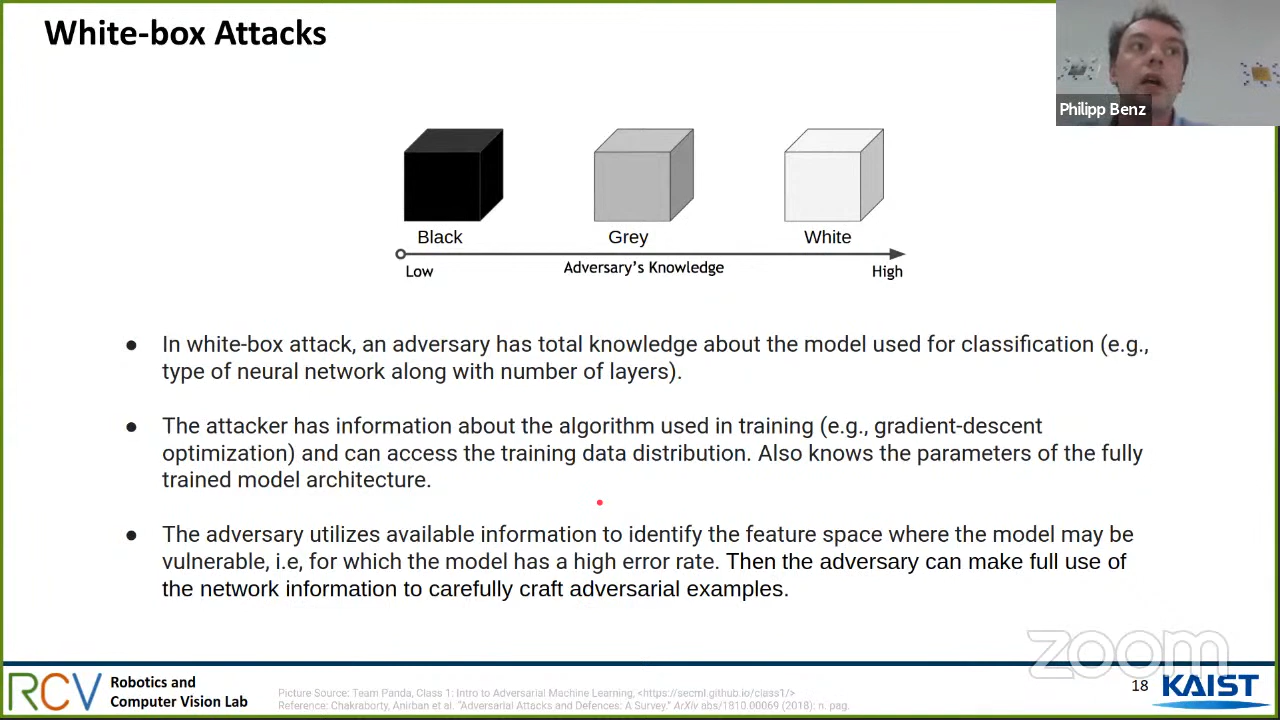 White-box Attacks
Philipp Benz
Black
Grey
White
Low
Adversary's Knowledge
High
● In white-box attack, an adversary has total knowledge about the model used for classification (e.g.,
type of neural network along with number of layers).
● The attacker has information about the algorithm used in training (e.g., gradient-descent
optimization) and can access the training data distribution. Also knows the parameters of the fully
trained model architecture.
● The adversary utilizes available information to identify the feature space where the model may be
vulnerable, i.e, for which the model has a high error rate. Then the adversary can make full use of
the network information to carefully craft adversarial examples.
zoom
RCV
Robotics and
Computer Vision Lab
Picture Source: Team Panda, Class 1: Intro to Adversarial Machine Learning, <https://secml.github.io/class1/>
Reference: Chakraborty, Anirban et al. “Adversarial Attacks and Defences: A Survey.” ArXiv abs/1810.00069 (2018): n. pag.
18
KAIST